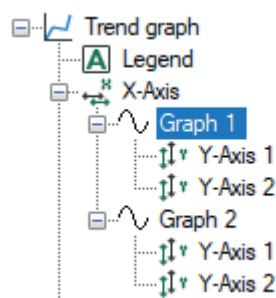 Trend graph
A Legend
X X-Axis
Graph 1
Y Y-Axis 1
Y Y-Axis 2
Graph 2
Y Y-Axis 1
Y Y-Axis 2